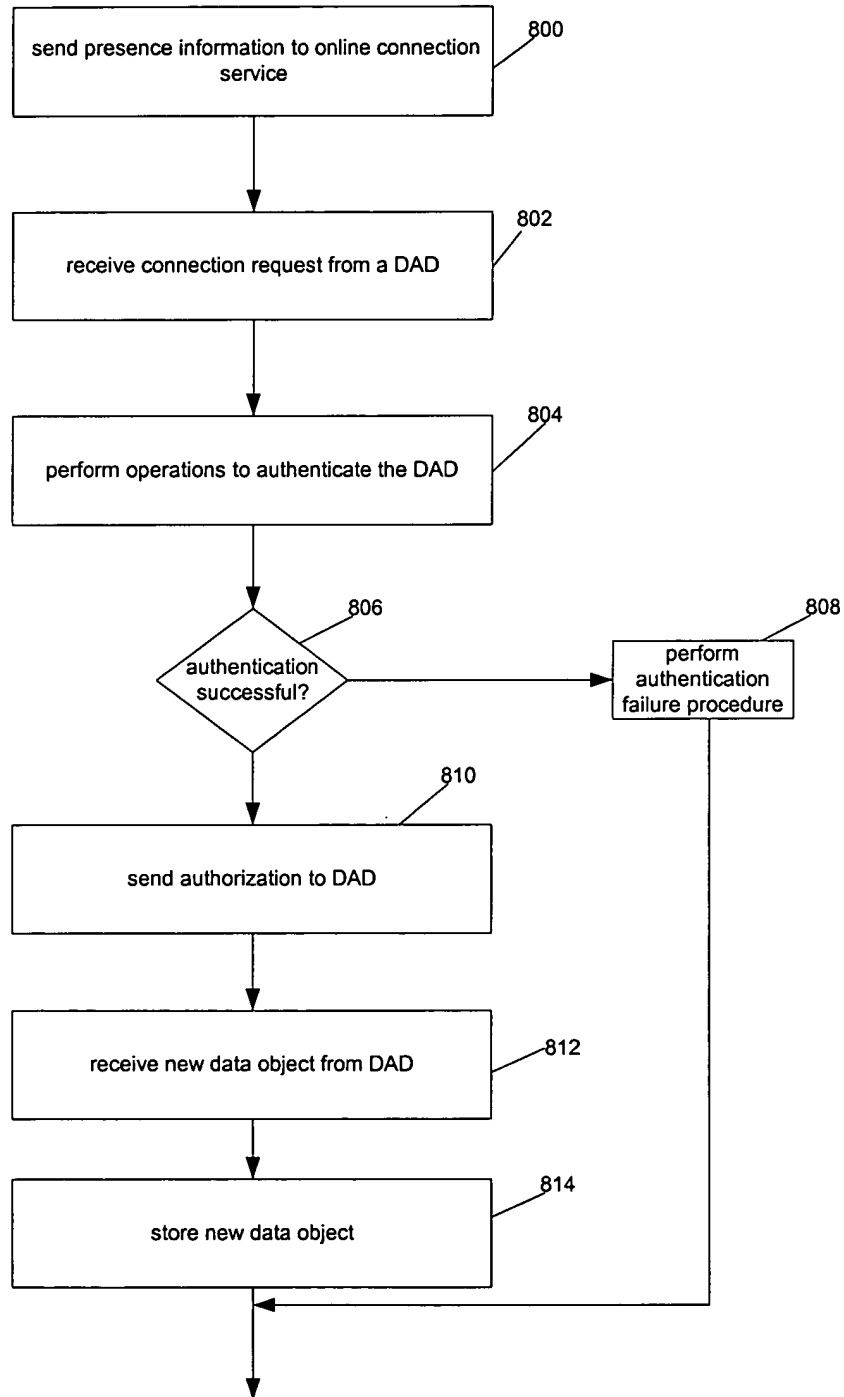 send presence information to online connection
service
800
receive connection request from a DAD
802
perform operations to authenticate the DAD
804
authentication
successful?
806
perform
authentication
failure procedure
808
send authorization to DAD
810
receive new data object from DAD
812
store new data object
814